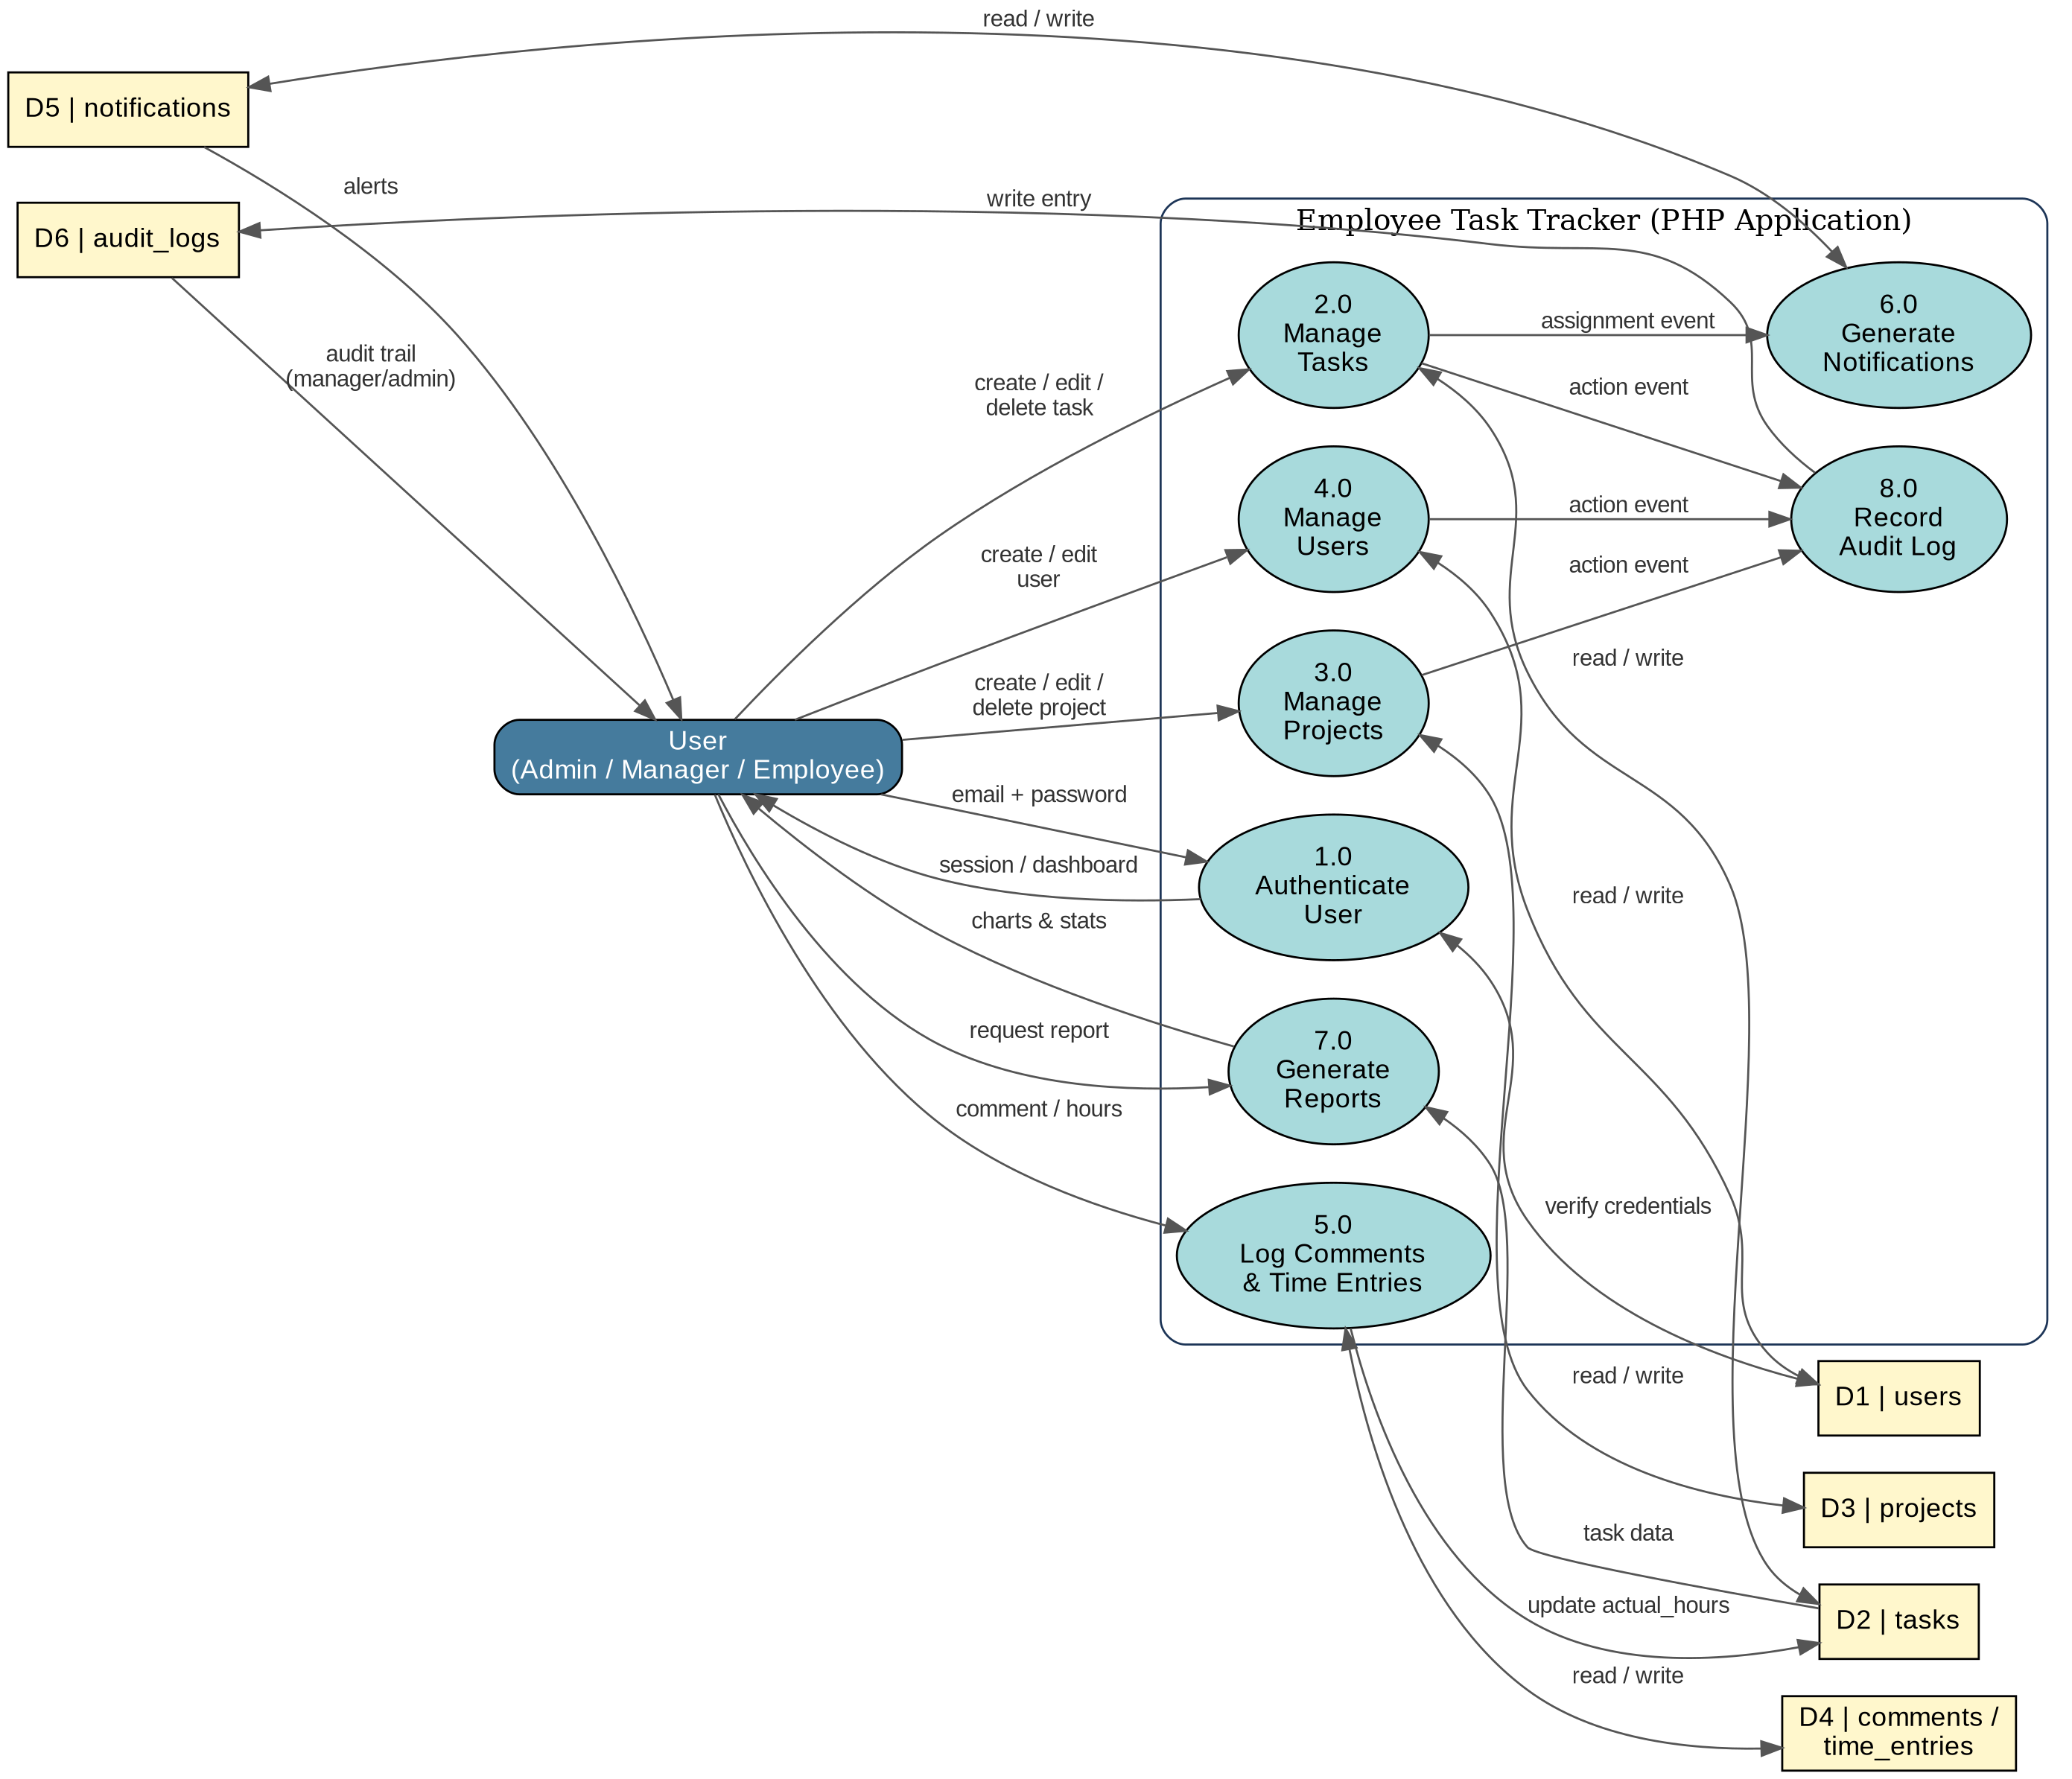 read / write
D5 | notifications
alerts
write entry
D6 | audit_logs
Employee Task Tracker (PHP Application)
2.0
Manage
Tasks
assignment event
6.0
Generate
Notifications
audit trail
(manager/admin)
create / edit /
delete task
action event
4.0
Manage
Users
action event
8.0
Record
Audit Log
create / edit
user
action event
3.0
Manage
Projects
read / write
create / edit /
delete project
User
(Admin / Manager / Employee)
email + password
1.0
Authenticate
User
session / dashboard
read / write
charts & stats
7.0
Generate
Reports
request report
comment / hours
5.0
Log Comments
& Time Entries
verify credentials
read / write
D1 | users
D3 | projects
task data
update actual_hours
D2 | tasks
read / write
D4 | comments /
time_entries